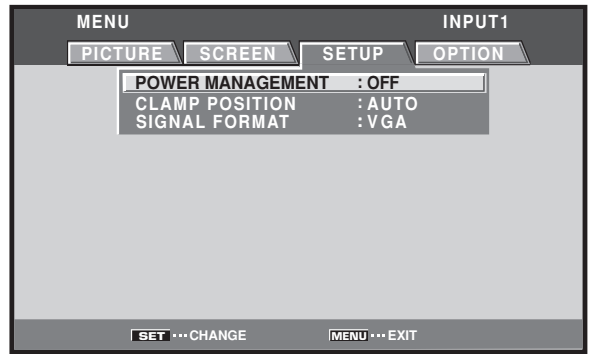 MENU INPUT1
PICTURE SCREEN SETUP OPTION
POWER MANAGEMENT : OFF
CLAMP POSITION : AUTO
SIGNAL FORMAT : VGA
SET ··· CHANGE MENU ··· EXIT